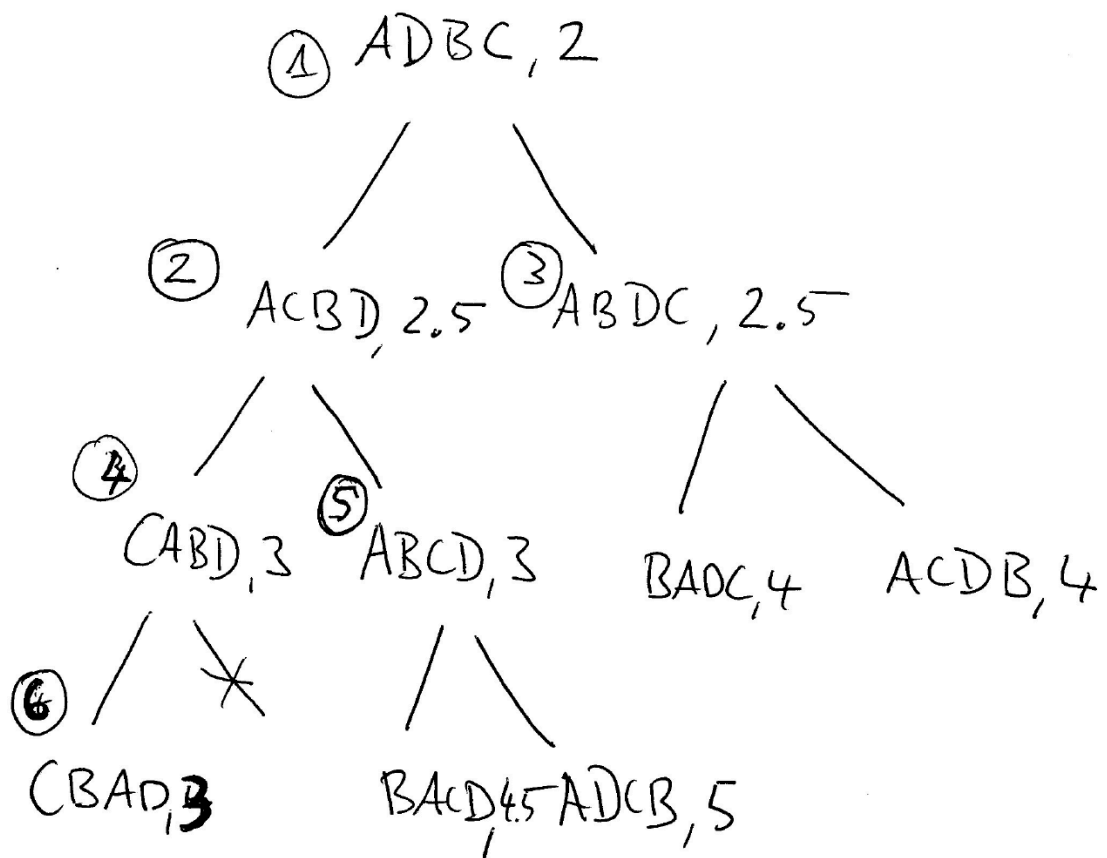 1 ADBC, 2
2 ACBD, 2.5 3 ABDC, 2.5
4 CABD, 3 5 ABCD, 3 BADC, 4 ACDB, 4
6 CBAD, 3 BACD, 4.5 ADCB, 5